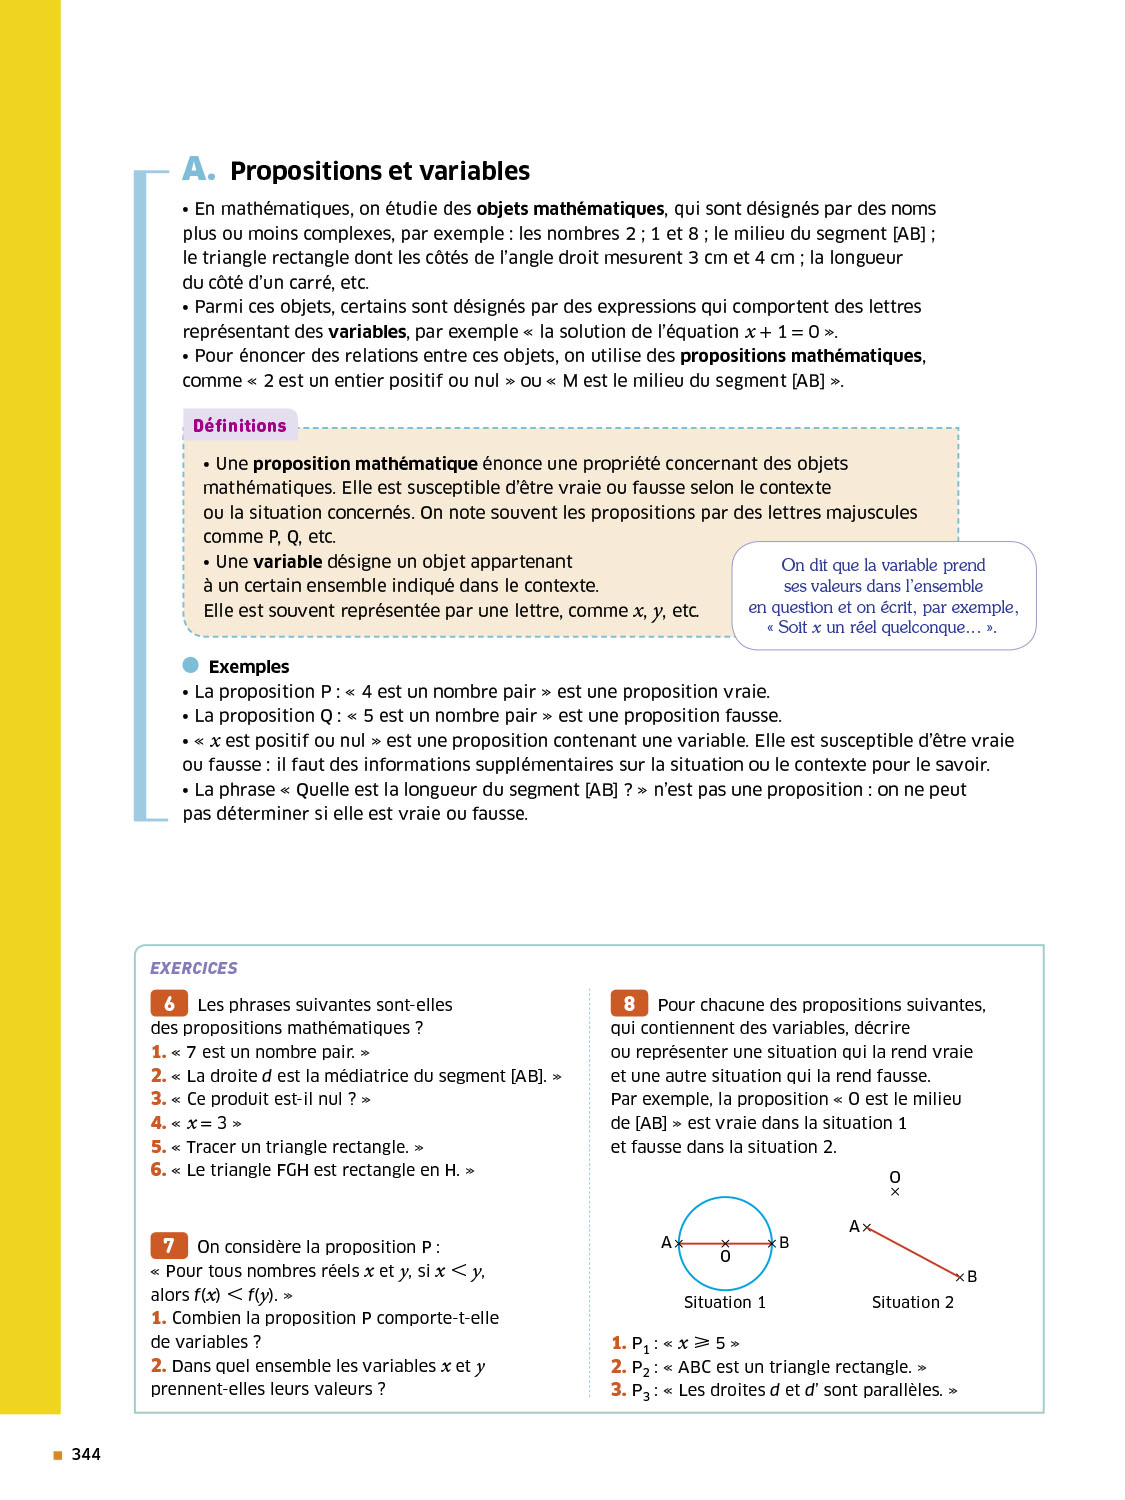 A. Propositions et variables
• En mathématiques, on étudie des objets mathématiques, qui sont désignés par des noms
plus ou moins complexes, par exemple : les nombres 2 ; 1 et 8 ; le milieu du segment [AB] ;
le triangle rectangle dont les côtés de l'angle droit mesurent 3 cm et 4 cm ; la longueur
du côté d'un carré, etc.
• Parmi ces objets, certains sont désignés par des expressions qui comportent des lettres
représentant des variables, par exemple « la solution de l'équation x + 1 = 0 ».
• Pour énoncer des relations entre ces objets, on utilise des propositions mathématiques,
comme « 2 est un entier positif ou nul » ou « M est le milieu du segment [AB] ».
Définitions
• Une proposition mathématique énonce une propriété concernant des objets
mathématiques. Elle est susceptible d'être vraie ou fausse selon le contexte
ou la situation concernés. On note souvent les propositions par des lettres majuscules
comme P, Q, etc.
• Une variable désigne un objet appartenant
à un certain ensemble indiqué dans le contexte.
Elle est souvent représentée par une lettre, comme x, y, etc.
On dit que la variable prend
ses valeurs dans l'ensemble
en question et on écrit, par exemple,
« Soit x un réel quelconque… ».
Exemples
• La proposition P : « 4 est un nombre pair » est une proposition vraie.
• La proposition Q : « 5 est un nombre pair » est une proposition fausse.
• « x est positif ou nul » est une proposition contenant une variable. Elle est susceptible d'être vraie
ou fausse : il faut des informations supplémentaires sur la situation ou le contexte pour le savoir.
• La phrase « Quelle est la longueur du segment [AB] ? » n'est pas une proposition : on ne peut
pas déterminer si elle est vraie ou fausse.
EXERCICES
6 Les phrases suivantes sont-elles
des propositions mathématiques ?
1. « 7 est un nombre pair. »
2. « La droite d est la médiatrice du segment [AB]. »
3. « Ce produit est-il nul ? »
4. « x = 3 »
5. « Tracer un triangle rectangle. »
6. « Le triangle FGH est rectangle en H. »
7 On considère la proposition P :
« Pour tous nombres réels x et y, si x < y,
alors f(x) < f(y). »
1. Combien la proposition P comporte-t-elle
de variables ?
2. Dans quel ensemble les variables x et y
prennent-elles leurs valeurs ?
8 Pour chacune des propositions suivantes,
qui contiennent des variables, décrire
ou représenter une situation qui la rend vraie
et une autre situation qui la rend fausse.
Par exemple, la proposition « O est le milieu
de [AB] » est vraie dans la situation 1
et fausse dans la situation 2.
A O B
Situation 1
O
A
B
Situation 2
1. P1 : « x ⩾ 5 »
2. P2 : « ABC est un triangle rectangle. »
3. P3 : « Les droites d et d' sont parallèles. »
344